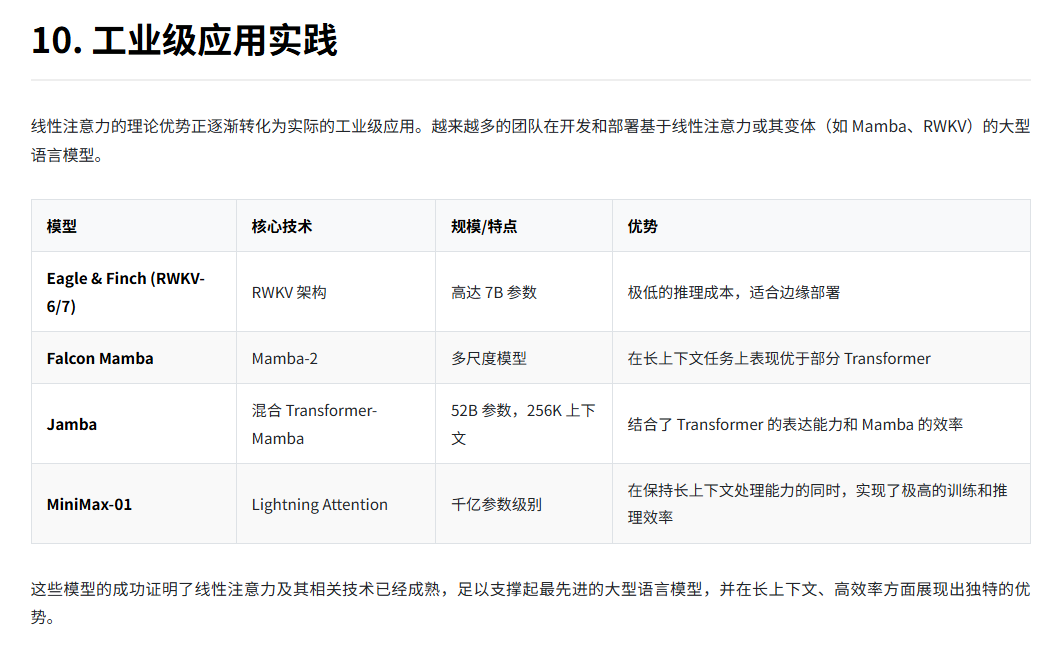 10. 工业级应用实践
线性注意力的理论优势正逐渐转化为实际的工业级应用。越来越多的团队在开发和部署基于线性注意力或其变体（如 Mamba、RWKV）的大型
语言模型。
模型 核心技术 规模/特点 优势
Eagle & Finch (RWKV-
6/7) RWKV 架构 高达 7B 参数 极低的推理成本，适合边缘部署
Falcon Mamba Mamba-2 多尺度模型 在长上下文任务上表现优于部分 Transformer
Jamba 混合 Transformer-
Mamba 52B 参数，256K 上下
文 结合了 Transformer 的表达能力和 Mamba 的效率
MiniMax-01 Lightning Attention 千亿参数级别 在保持长上下文处理能力的同时，实现了极高的训练和推
理效率
这些模型的成功证明了线性注意力及其相关技术已经成熟，足以支撑起最先进的大型语言模型，并在长上下文、高效率方面展现出独特的优
势。